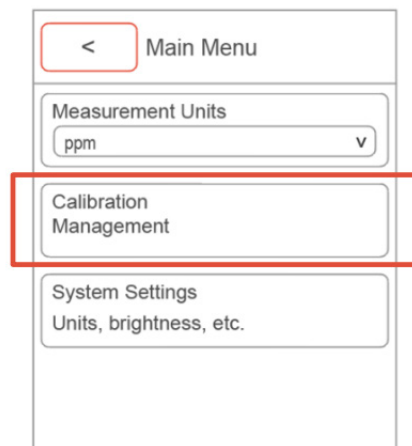 < Main Menu
Measurement Units
ppm v
Calibration
Management
System Settings
Units, brightness, etc.